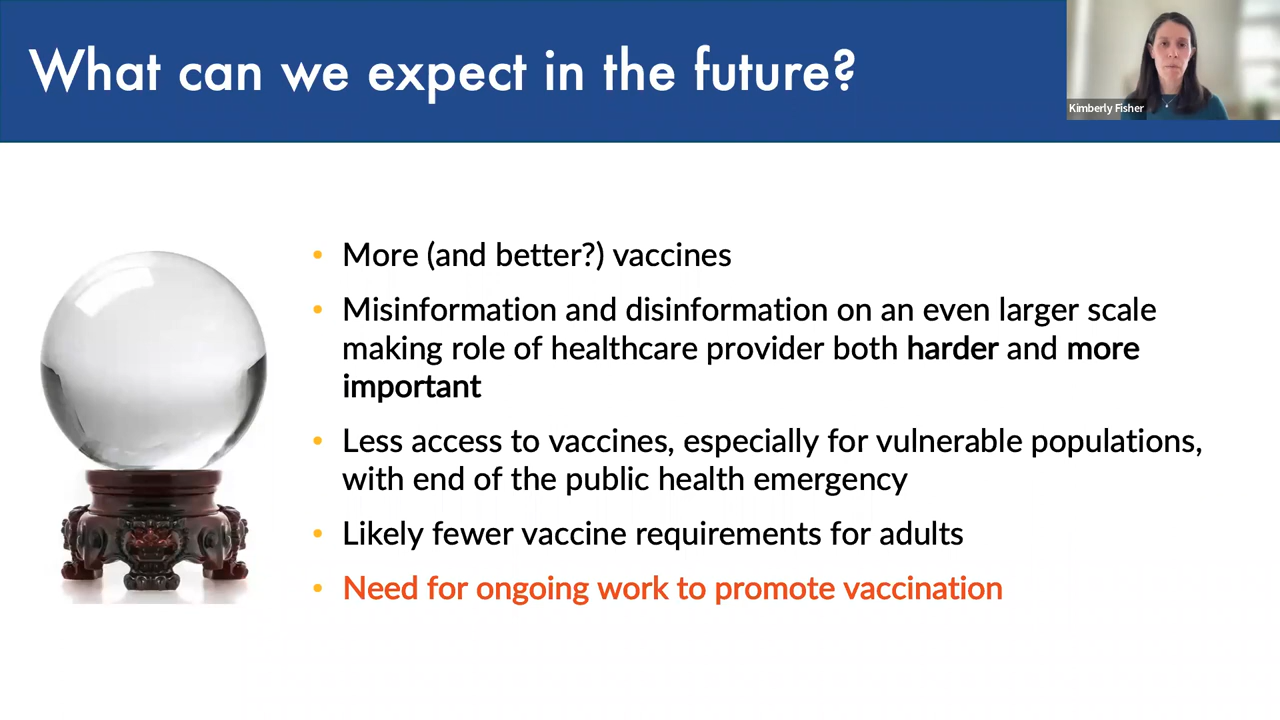 What can we expect in the future?
Kimberly Fisher
• More (and better?) vaccines
• Misinformation and disinformation on an even larger scale
making role of healthcare provider both harder and more
important
• Less access to vaccines, especially for vulnerable populations,
with end of the public health emergency
• Likely fewer vaccine requirements for adults
• Need for ongoing work to promote vaccination